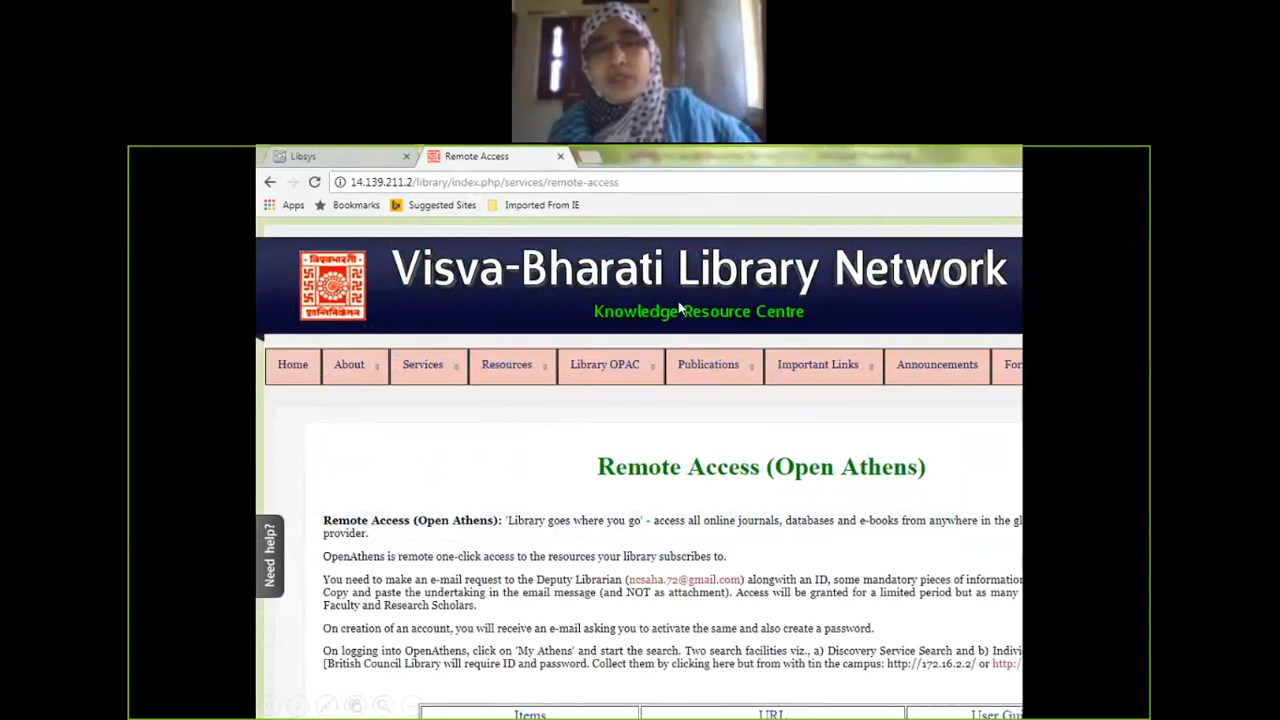 Libsys
Remote Access
14.139.211.2/library/index.php/services/remote-access
Apps Bookmarks Suggested Sites Imported From IE
विश्वभारती
Visva-Bharati Library Network
Knowledge Resource Centre
Home About Services Resources Library OPAC Publications Important Links Announcements For
Remote Access (Open Athens)
Remote Access (Open Athens): 'Library goes where you go' - access all online journals, databases and e-books from anywhere in the gl
provider.
OpenAthens is remote one-click access to the resources your library subscribes to.
You need to make an e-mail request to the Deputy Librarian (ncsaha.72@gmail.com) alongwith an ID, some mandatory pieces of information
Copy and paste the undertaking in the email message (and NOT as attachment). Access will be granted for a limited period but as many
Faculty and Research Scholars.
On creation of an account, you will receive an e-mail asking you to activate the same and also create a password.
On logging into OpenAthens, click on 'My Athens' and start the search. Two search facilities viz., a) Discovery Service Search and b) Indivi
[British Council Library will require ID and password. Collect them by clicking here but from with tin the campus: http://172.16.2.2/ or http:/
Need help?
Items URL User Gui